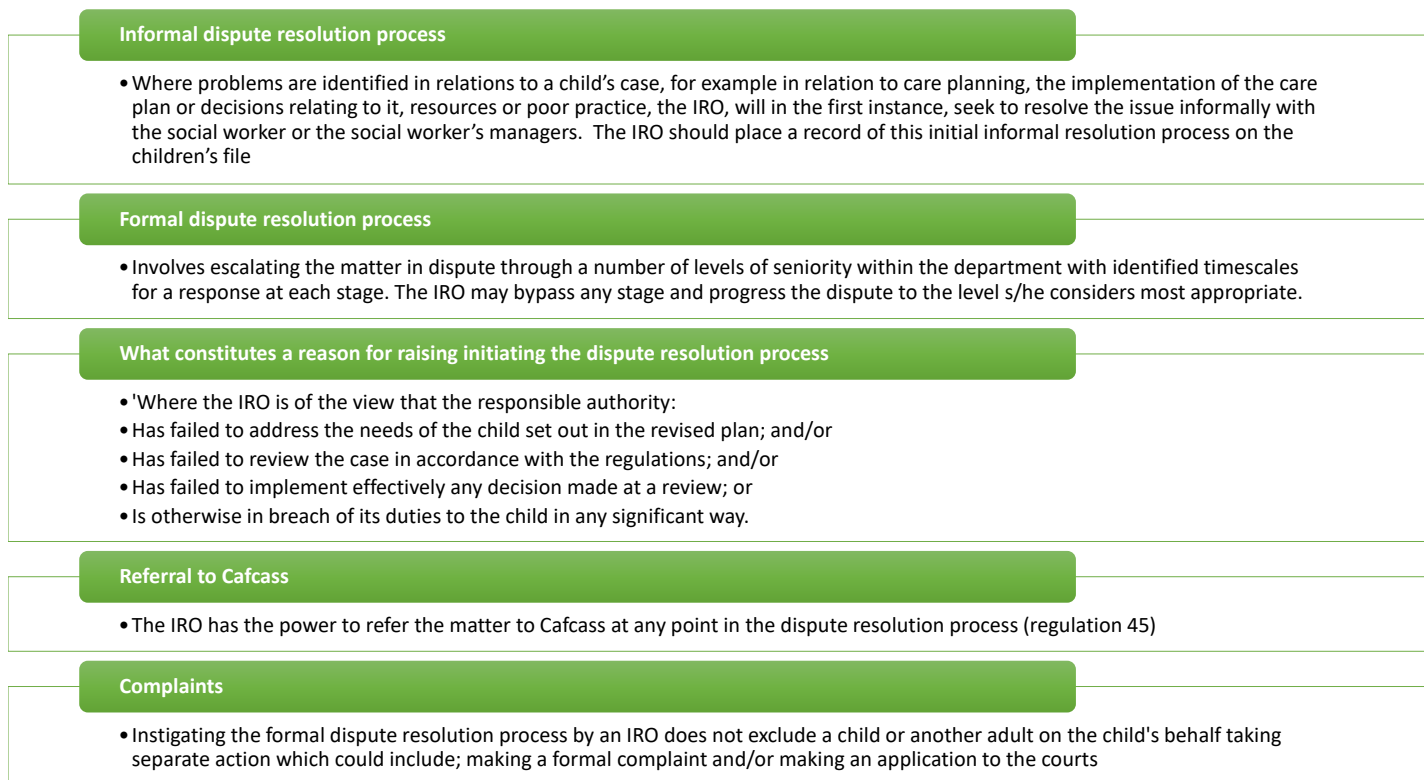 Informal dispute resolution process
• Where problems are identified in relations to a child’s case, for example in relation to care planning, the implementation of the care
plan or decisions relating to it, resources or poor practice, the IRO, will in the first instance, seek to resolve the issue informally with
the social worker or the social worker’s managers.  The IRO should place a record of this initial informal resolution process on the
children’s file
Formal dispute resolution process
• Involves escalating the matter in dispute through a number of levels of seniority within the department with identified timescales
for a response at each stage. The IRO may bypass any stage and progress the dispute to the level s/he considers most appropriate.
What constitutes a reason for raising initiating the dispute resolution process
• 'Where the IRO is of the view that the responsible authority:
• Has failed to address the needs of the child set out in the revised plan; and/or
• Has failed to review the case in accordance with the regulations; and/or
• Has failed to implement effectively any decision made at a review; or
• Is otherwise in breach of its duties to the child in any significant way.
Referral to Cafcass
• The IRO has the power to refer the matter to Cafcass at any point in the dispute resolution process (regulation 45)
Complaints
• Instigating the formal dispute resolution process by an IRO does not exclude a child or another adult on the child's behalf taking
separate action which could include; making a formal complaint and/or making an application to the courts